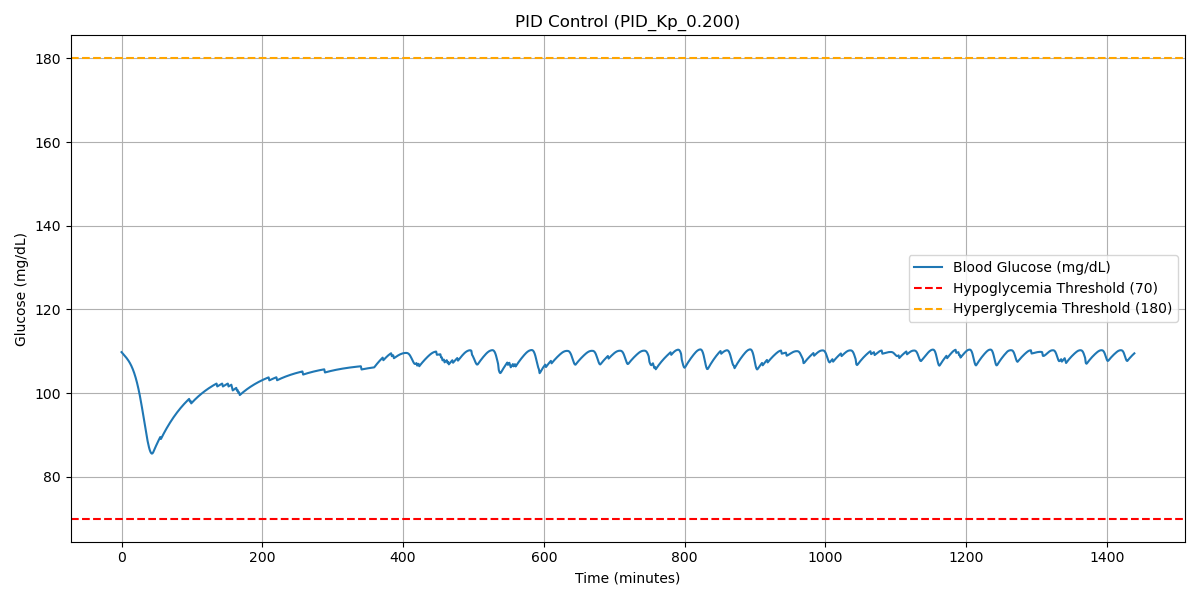 PID Control (PID_Kp_0.200)
Glucose (mg/dL)
180
160
140
120
100
80
Blood Glucose (mg/dL)
Hypoglycemia Threshold (70)
Hyperglycemia Threshold (180)
0 200 400 600 800 1000 1200 1400
Time (minutes)